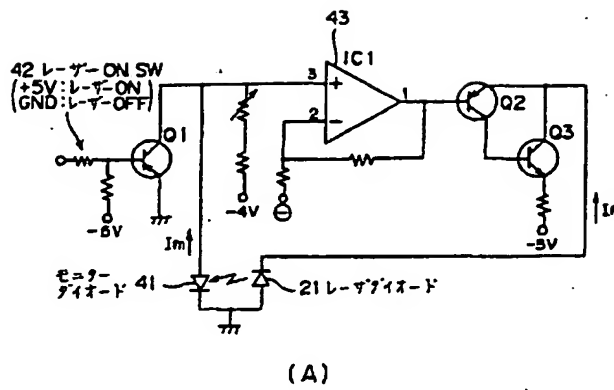 43
IC1
42 レーザーON SW
(+5V:レーザON
GND:レーザーOFF)
Q1
3
+
2
−
1
Q2
Q3
-5V
-4V
⊖
-5V
Im
If
モニター
ダイオード 41
21 レーザダイオード
(A)